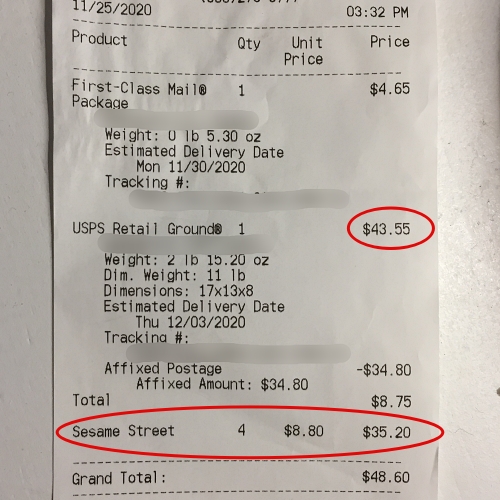 11/25/2020 03:32 PM
Product Qty Unit Price Price
First-Class Mail® 1 $4.65
Package
Weight: 0 lb 5.30 oz
Estimated Delivery Date
Mon 11/30/2020
Tracking #:
USPS Retail Ground® 1 $43.55
Weight: 2 lb 15.20 oz
Dim. Weight: 11 lb
Dimensions: 17x13x8
Estimated Delivery Date
Thu 12/03/2020
Tracking #:
Affixed Postage -$34.80
Affixed Amount: $34.80
Total $8.75
Sesame Street 4 $8.80 $35.20
Grand Total: $48.60